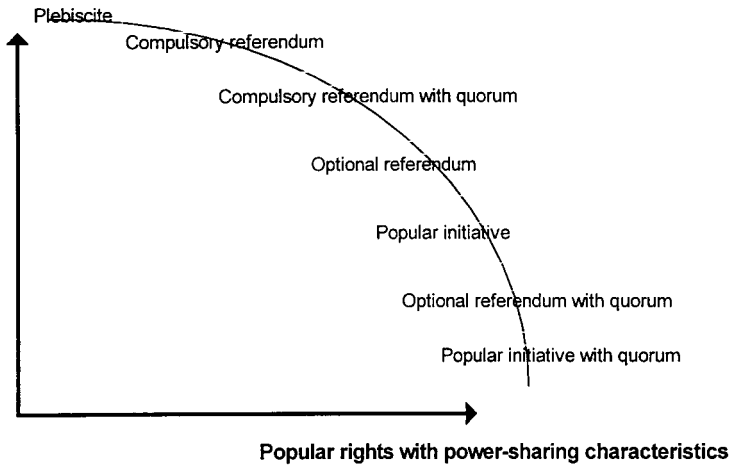 Plebiscite
Compulsory referendum
Compulsory referendum with quorum
Optional referendum
Popular initiative
Optional referendum with quorum
Popular initiative with quorum
Popular rights with power-sharing characteristics